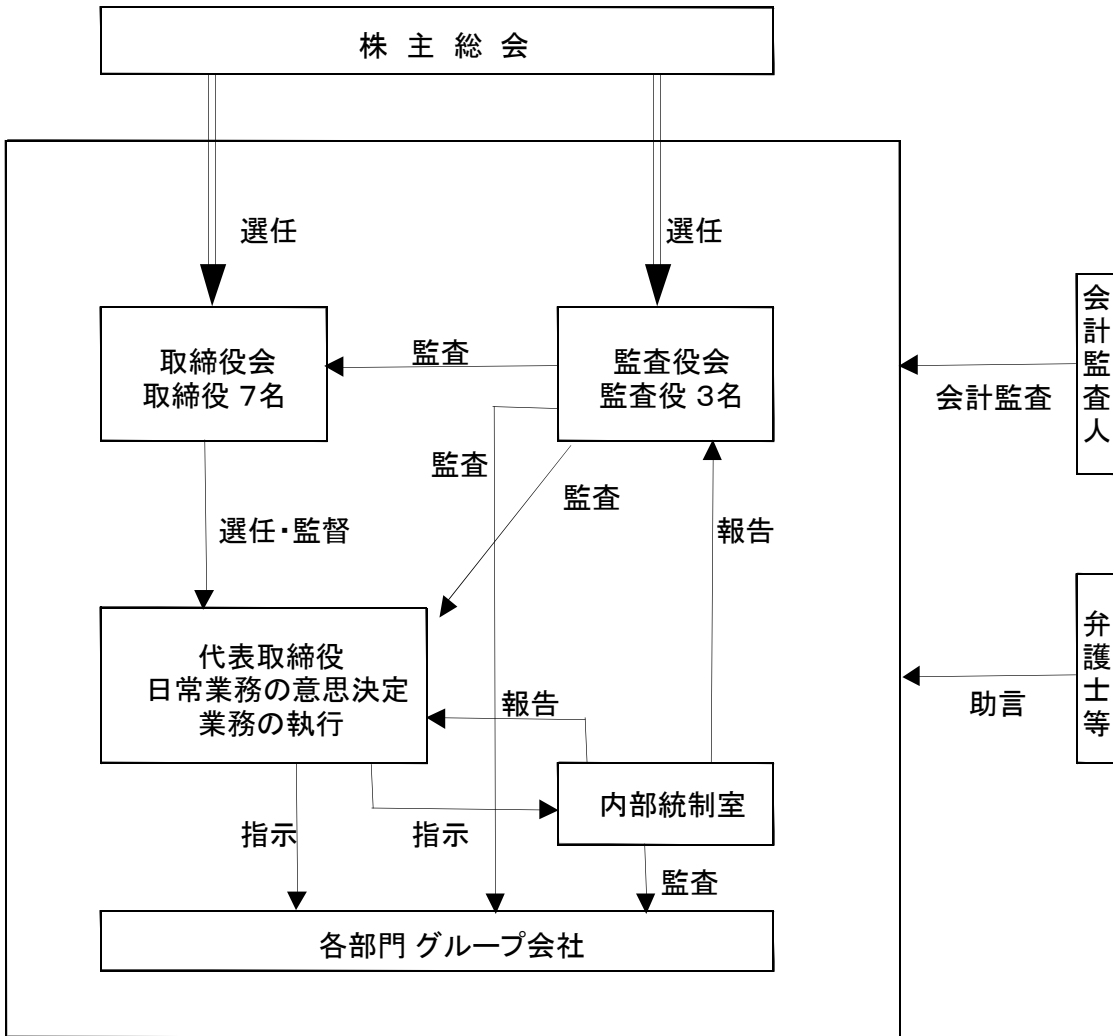 株 主 総 会
選任
選任
取締役会
取締役 7名
監査
監査役会
監査役 3名
会計監査人
会計監査
監査
監査
選任・監督
報告
代表取締役
日常業務の意思決定
業務の執行
報告
弁護士等
助言
内部統制室
指示
指示
監査
各部門 グループ会社